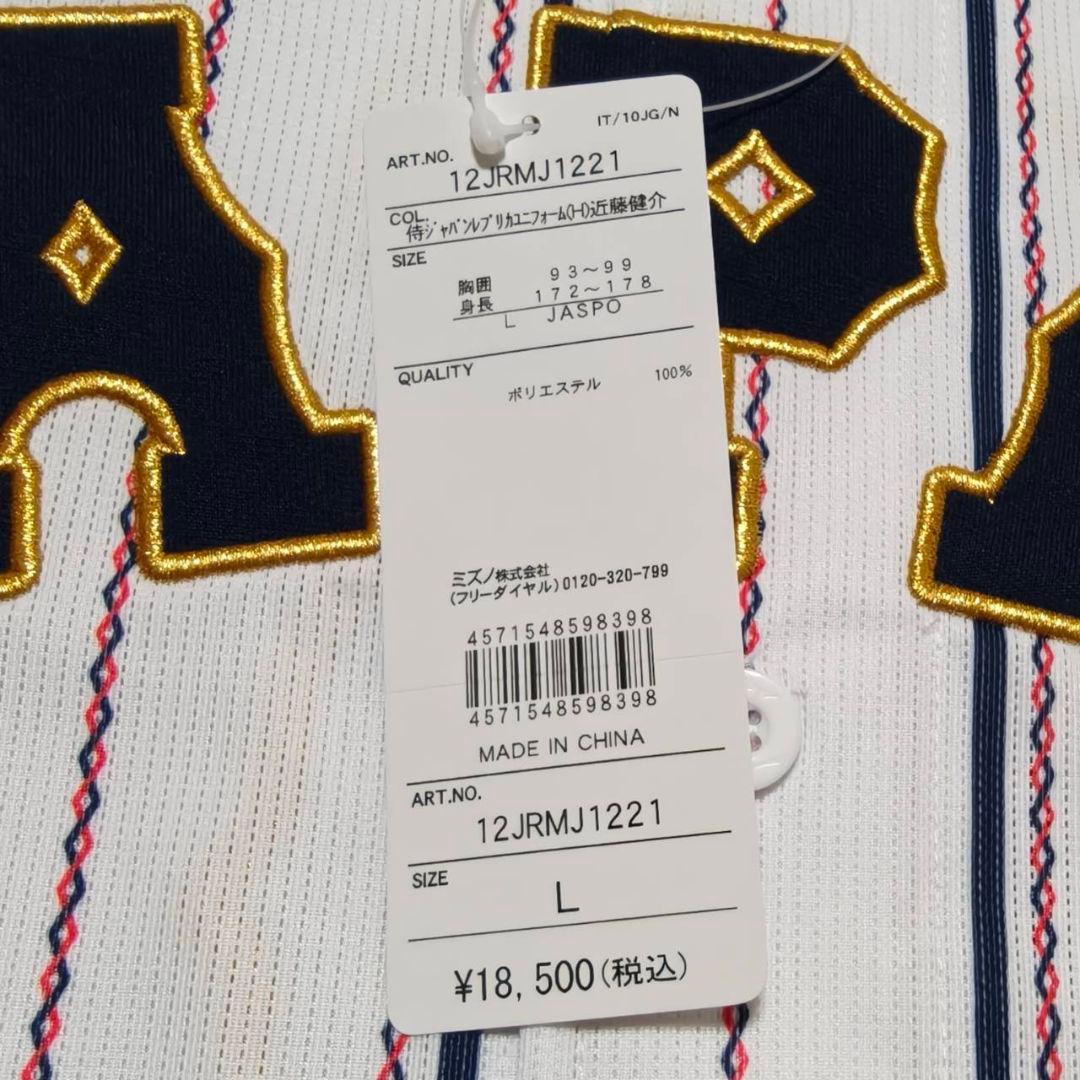 IT/10JG/N
ART.NO.
12JRMJ1221
COL.
侍ジャパンレプリカユニフォーム(H)近藤健介
SIZE
胸囲 93～99
身長 172～178
L JASPO
QUALITY
ポリエステル 100%
ミズノ株式会社
(フリーダイヤル)0120-320-799
4571548598398
4571548598398
MADE IN CHINA
ART.NO.
12JRMJ1221
SIZE
L
¥18,500(税込)
A P